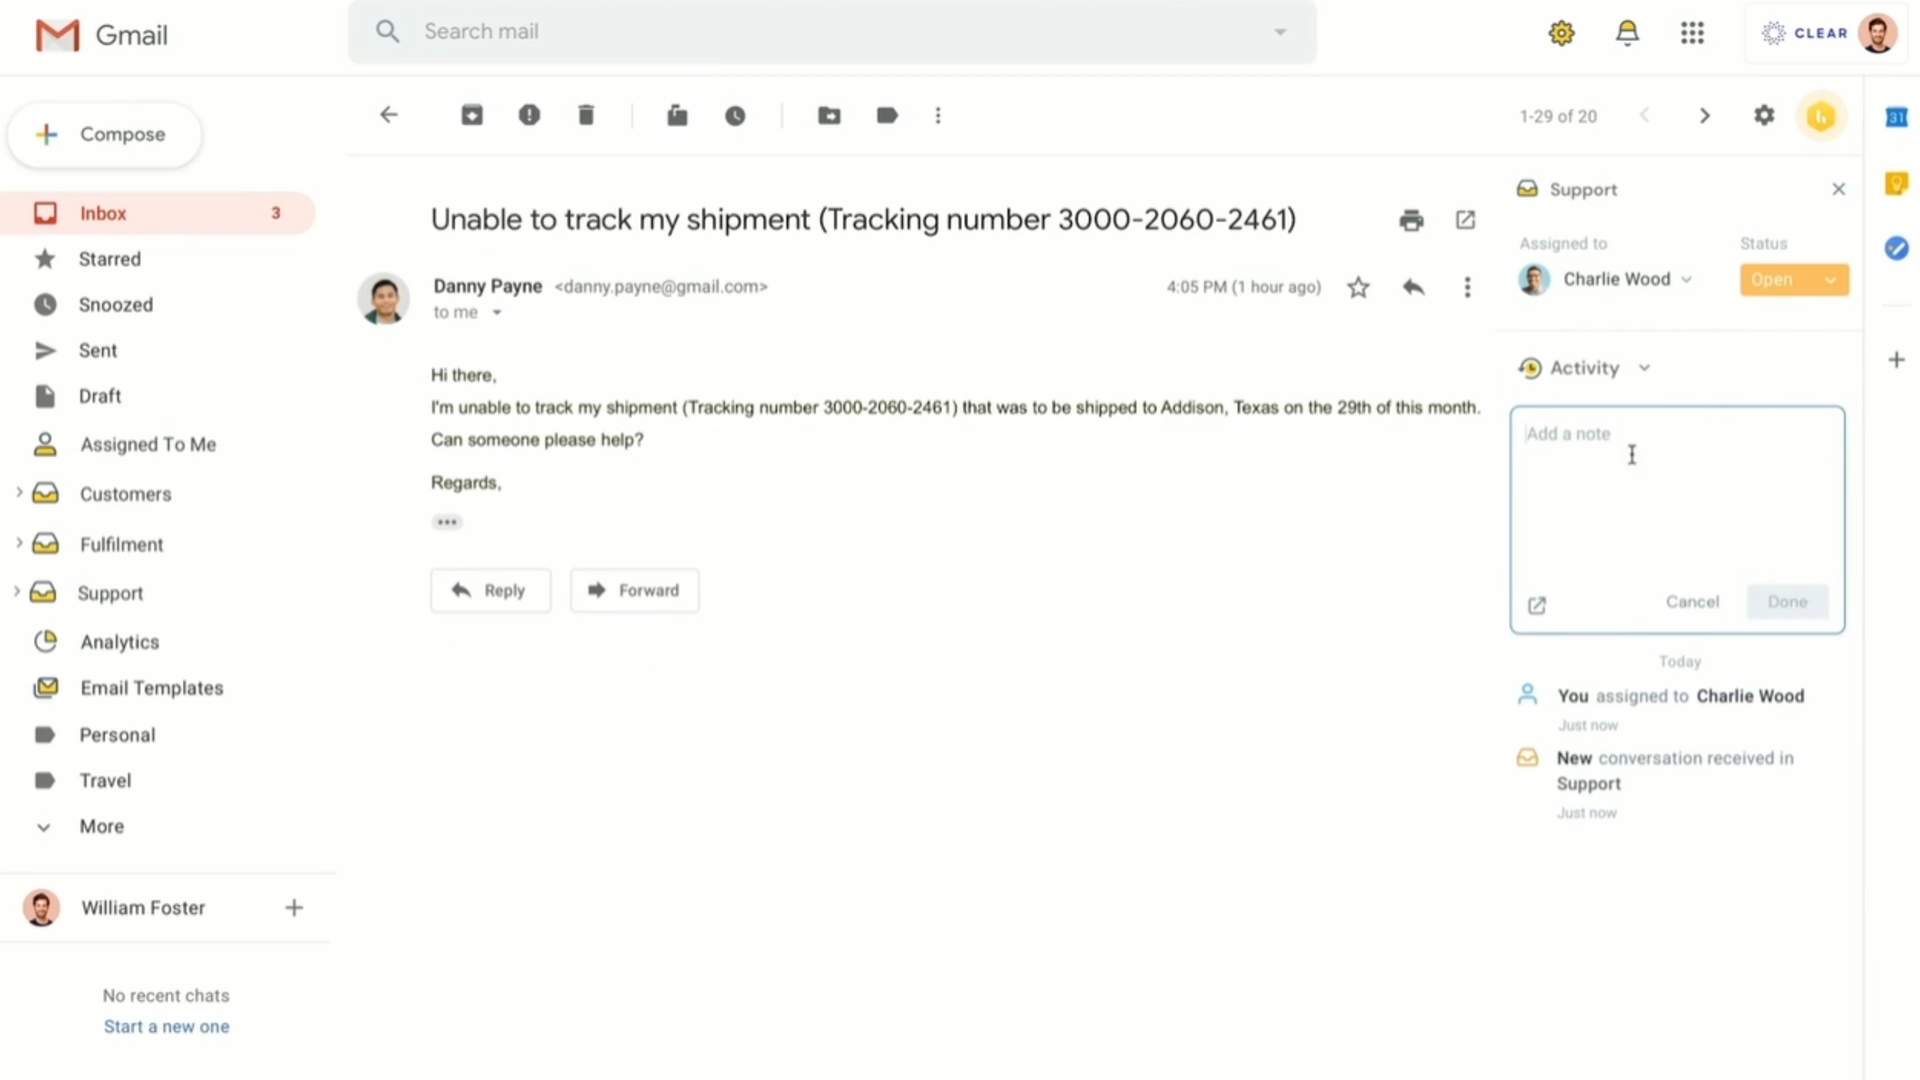 Gmail
Search mail
CLEAR
Compose
1-29 of 20
31
Inbox 3
Starred
Snoozed
Sent
Draft
Assigned To Me
Customers
Fulfilment
Support
Analytics
Email Templates
Personal
Travel
More
William Foster
No recent chats
Start a new one
Unable to track my shipment (Tracking number 3000-2060-2461)
Danny Payne <danny.payne@gmail.com>
4:05 PM (1 hour ago)
to me
Hi there,
I'm unable to track my shipment (Tracking number 3000-2060-2461) that was to be shipped to Addison, Texas on the 29th of this month.
Can someone please help?
Regards,
Reply
Forward
Support
Assigned to
Status
Charlie Wood
Open
Activity
Add a note
Cancel
Done
Today
You assigned to Charlie Wood
Just now
New conversation received in
Support
Just now